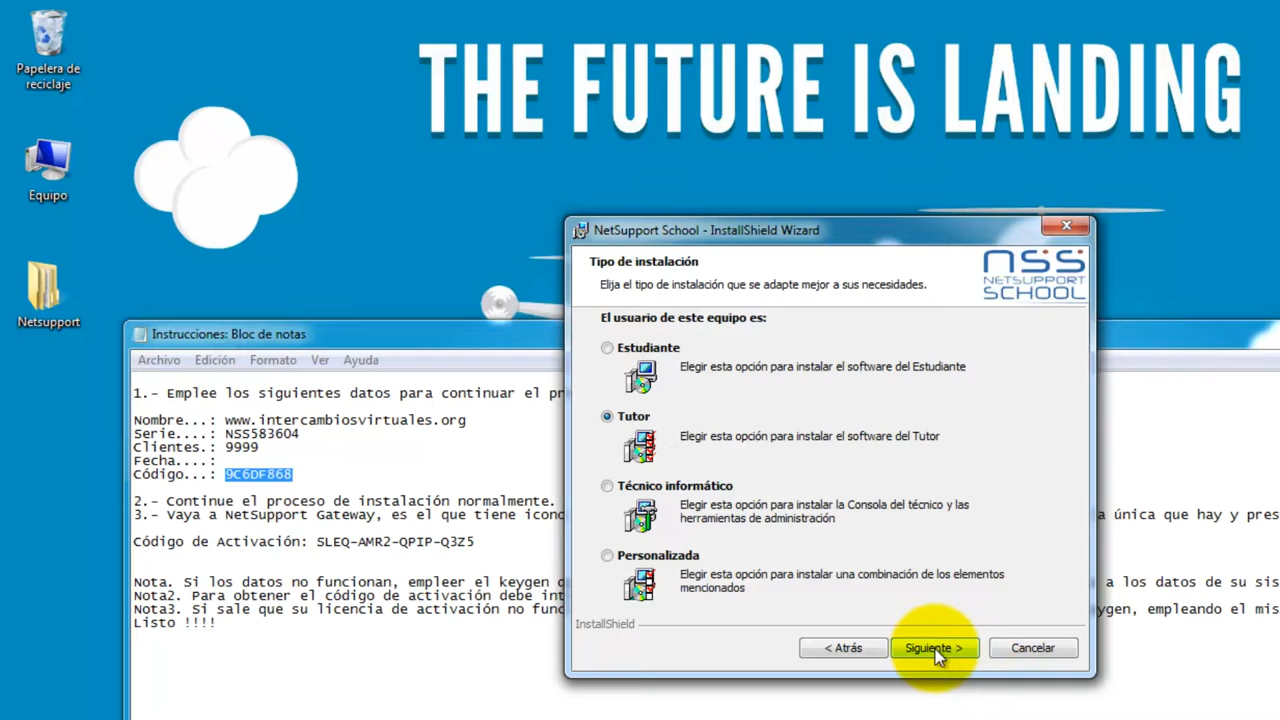 Papelera de
reciclaje
THE FUTURE IS LANDING
Equipo
Netsupport
NetSupport School - InstallShield Wizard
Tipo de instalación
Elija el tipo de instalación que se adapte mejor a sus necesidades.
nss
NETSUPPORT
SCHOOL
El usuario de este equipo es:
Estudiante
Elegir esta opción para instalar el software del Estudiante
Tutor
Elegir esta opción para instalar el software del Tutor
Técnico informático
Elegir esta opción para instalar la Consola del técnico y las
herramientas de administración
Personalizada
Elegir esta opción para instalar una combinación de los elementos
mencionados
InstallShield
< Atrás
Siguiente >
Cancelar
Instrucciones: Bloc de notas
Archivo Edición Formato Ver Ayuda
1.- Emplee los siguientes datos para continuar el pr
Nombre...: www.intercambiosvirtuales.org
Serie....: NSS583604
Clientes.: 9999
Fecha....:
Código...: 9C6DF868
2.- Continue el proceso de instalación normalmente.
3.- Vaya a NetSupport Gateway, es el que tiene icono a única que hay y pres
Código de Activación: SLEQ-AMR2-QPIP-Q3Z5
Nota. Si los datos no funcionan, empleer el keygen a los datos de su sis
Nota2. Para obtener el código de activación debe int
Nota3. Si sale que su licencia de activación no func ygen, empleando el mis
Listo !!!!